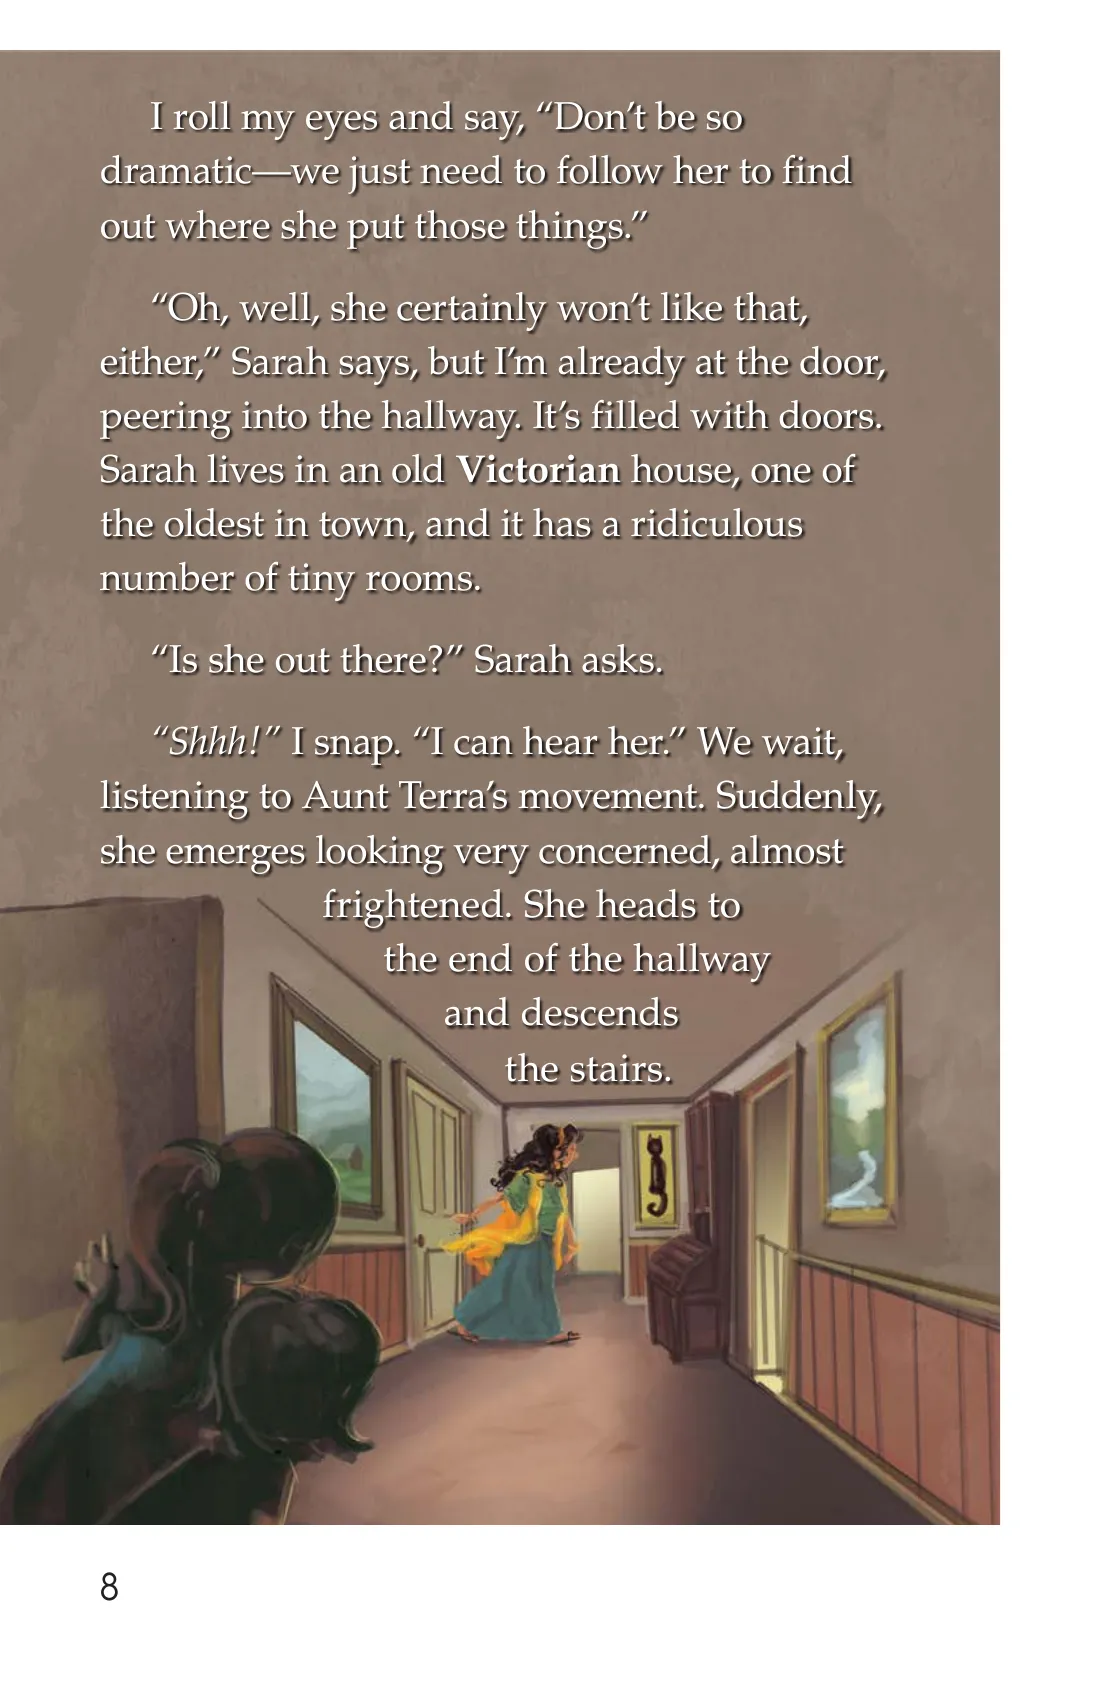 I roll my eyes and say, “Don’t be so
dramatic—we just need to follow her to find
out where she put those things.”
“Oh, well, she certainly won’t like that,
either,” Sarah says, but I’m already at the door,
peering into the hallway. It’s filled with doors.
Sarah lives in an old Victorian house, one of
the oldest in town, and it has a ridiculous
number of tiny rooms.
“Is she out there?” Sarah asks.
“Shhh!” I snap. “I can hear her.” We wait,
listening to Aunt Terra’s movement. Suddenly,
she emerges looking very concerned, almost
frightened. She heads to
the end of the hallway
and descends
the stairs.
8